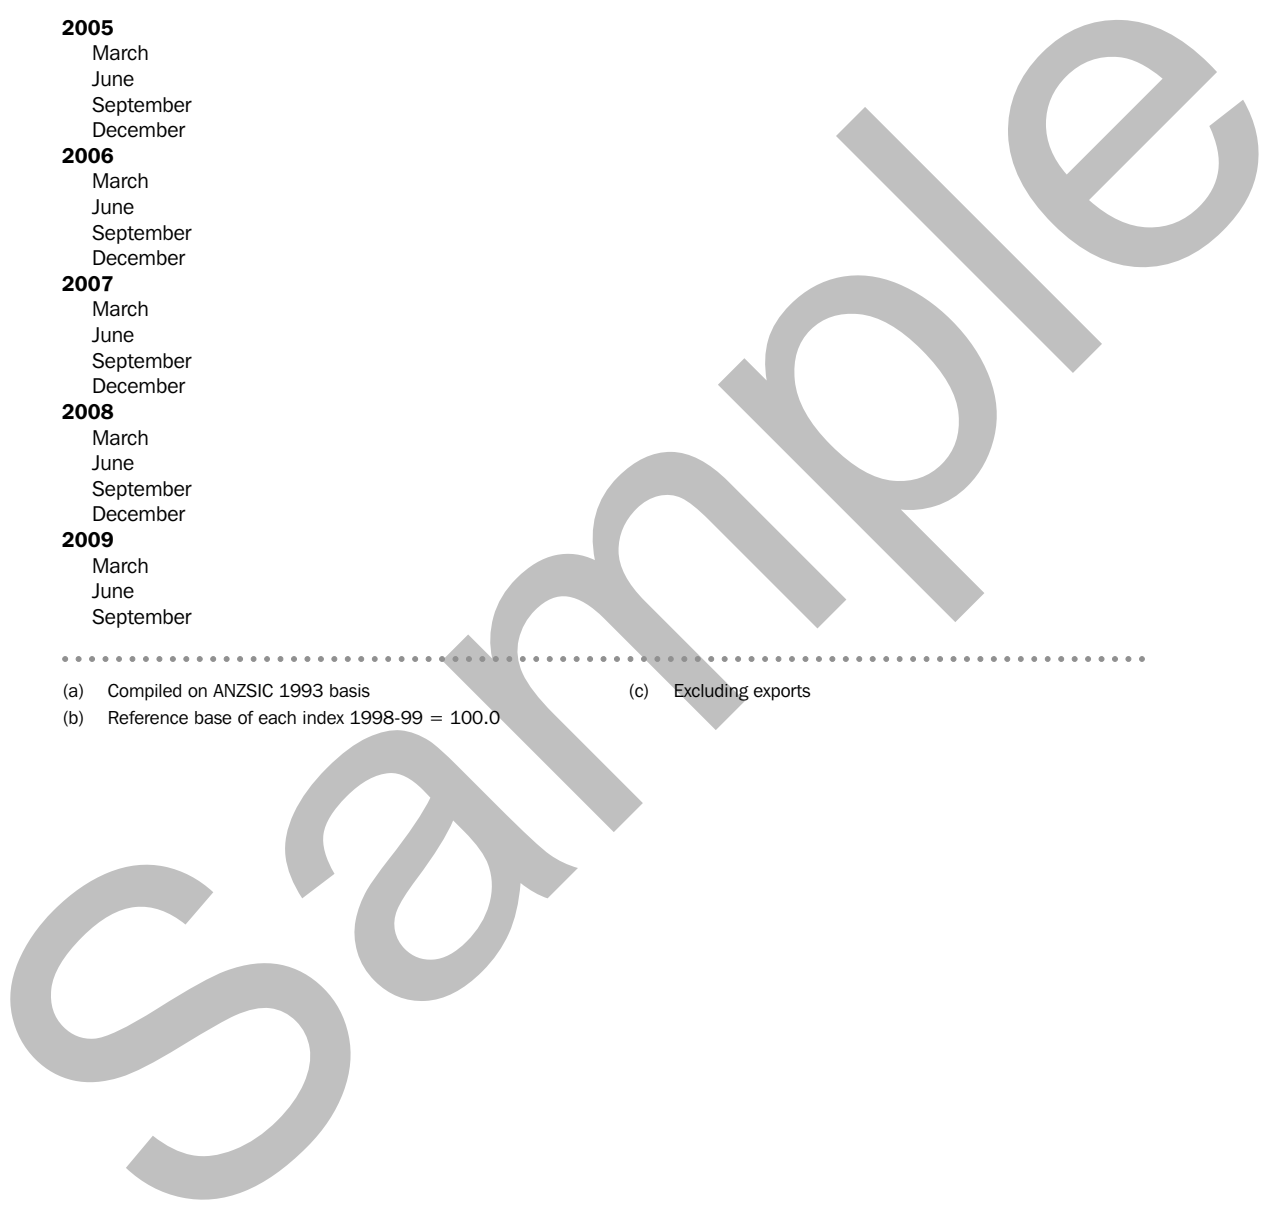 2005
March
June
September
December
2006
March
June
September
December
2007
March
June
September
December
2008
March
June
September
December
2009
March
June
September
(a) Compiled on ANZSIC 1993 basis
(b) Reference base of each index 1998-99 = 100.0
(c) Excluding exports
Sample